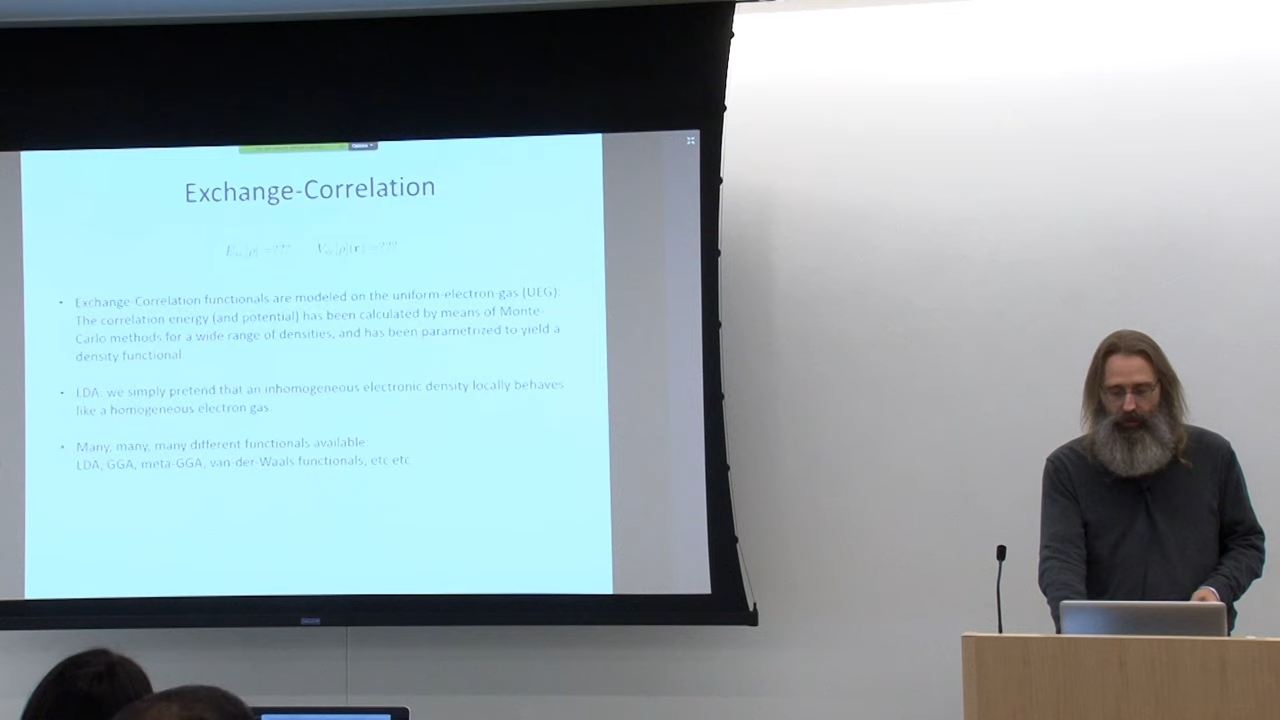 Options
Exchange-Correlation
E_xc[ρ] = ??? V_xc[ρ](r) = ???
• Exchange-Correlation functionals are modeled on the uniform-electron-gas (UEG):
The correlation energy (and potential) has been calculated by means of Monte-
Carlo methods for a wide range of densities, and has been parametrized to yield a
density functional.
• LDA: we simply pretend that an inhomogeneous electronic density locally behaves
like a homogeneous electron gas.
• Many, many, many different functionals available:
LDA, GGA, meta-GGA, van-der-Waals functionals, etc etc